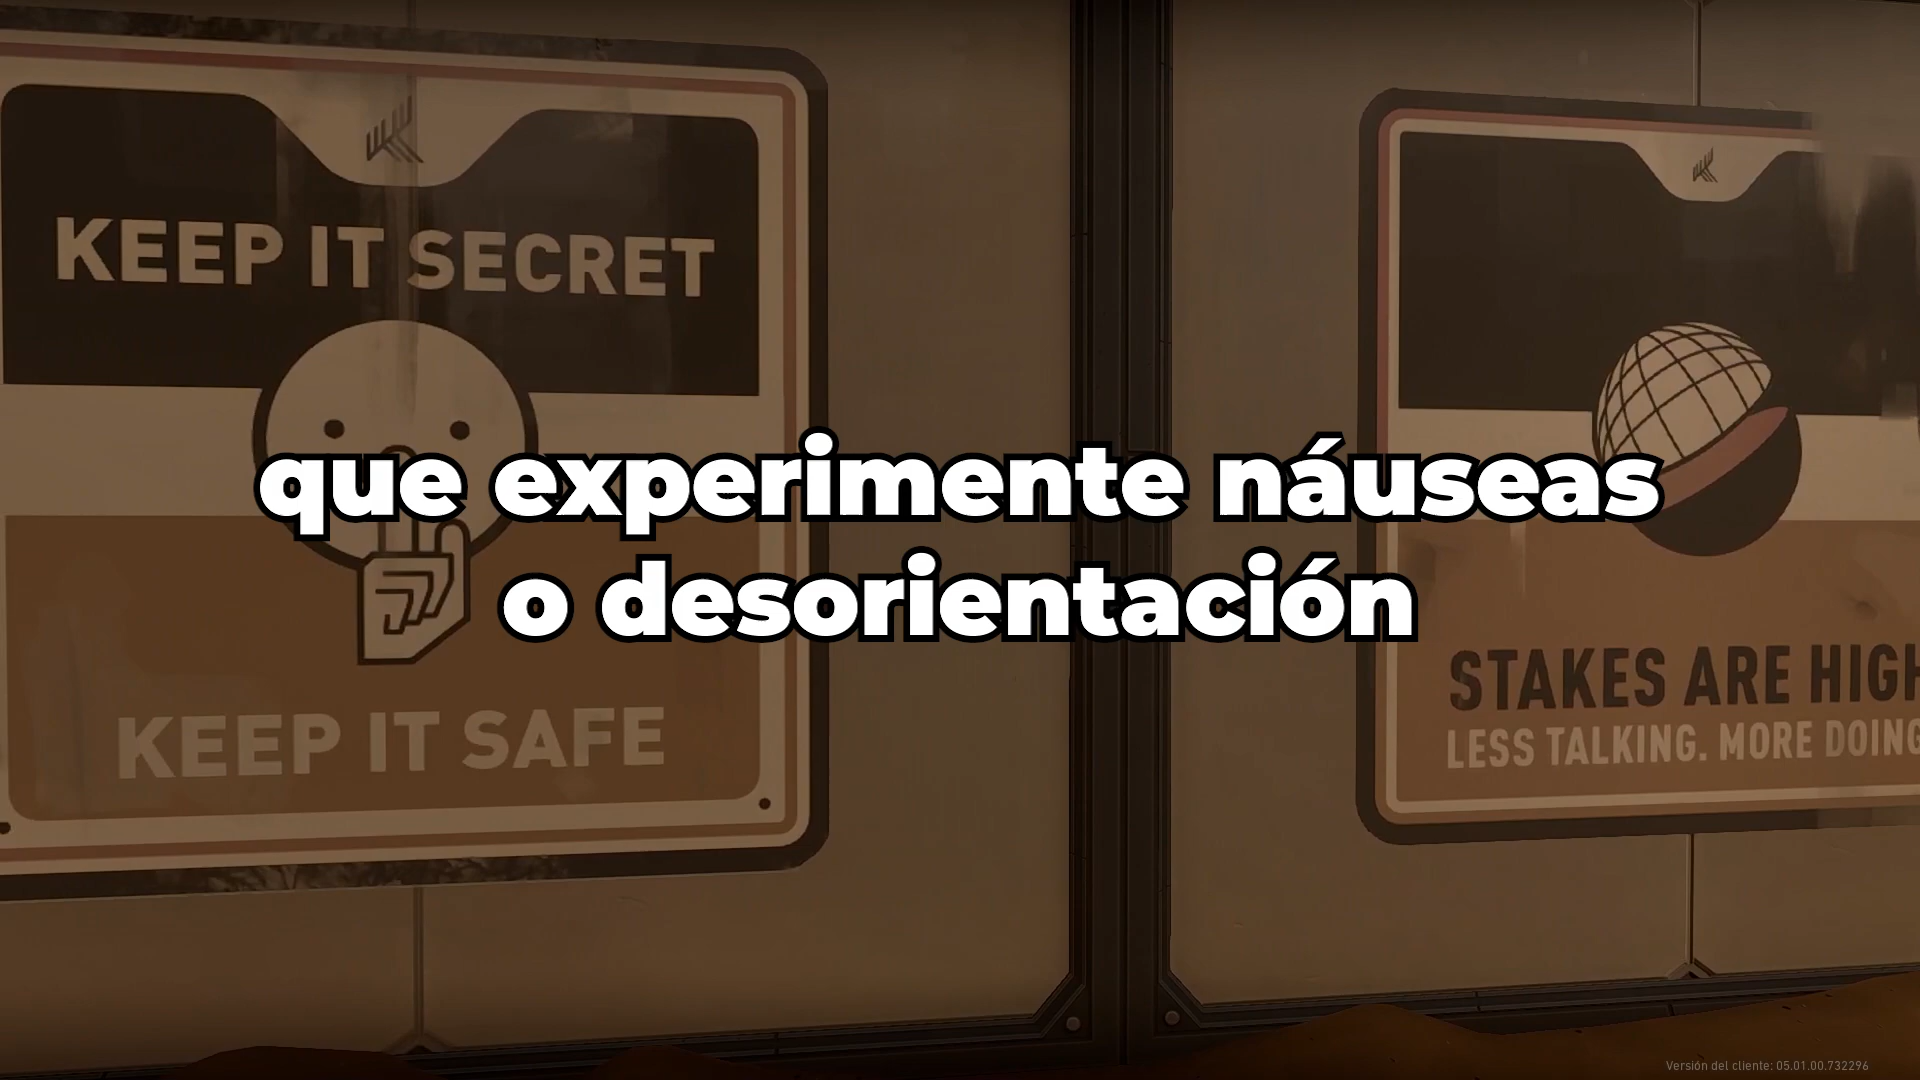 KEEP IT SECRET
que experimente náuseas
o desorientación
KEEP IT SAFE
STAKES ARE HIGH
LESS TALKING. MORE DOING
Versión del cliente: 05.01.00.732296